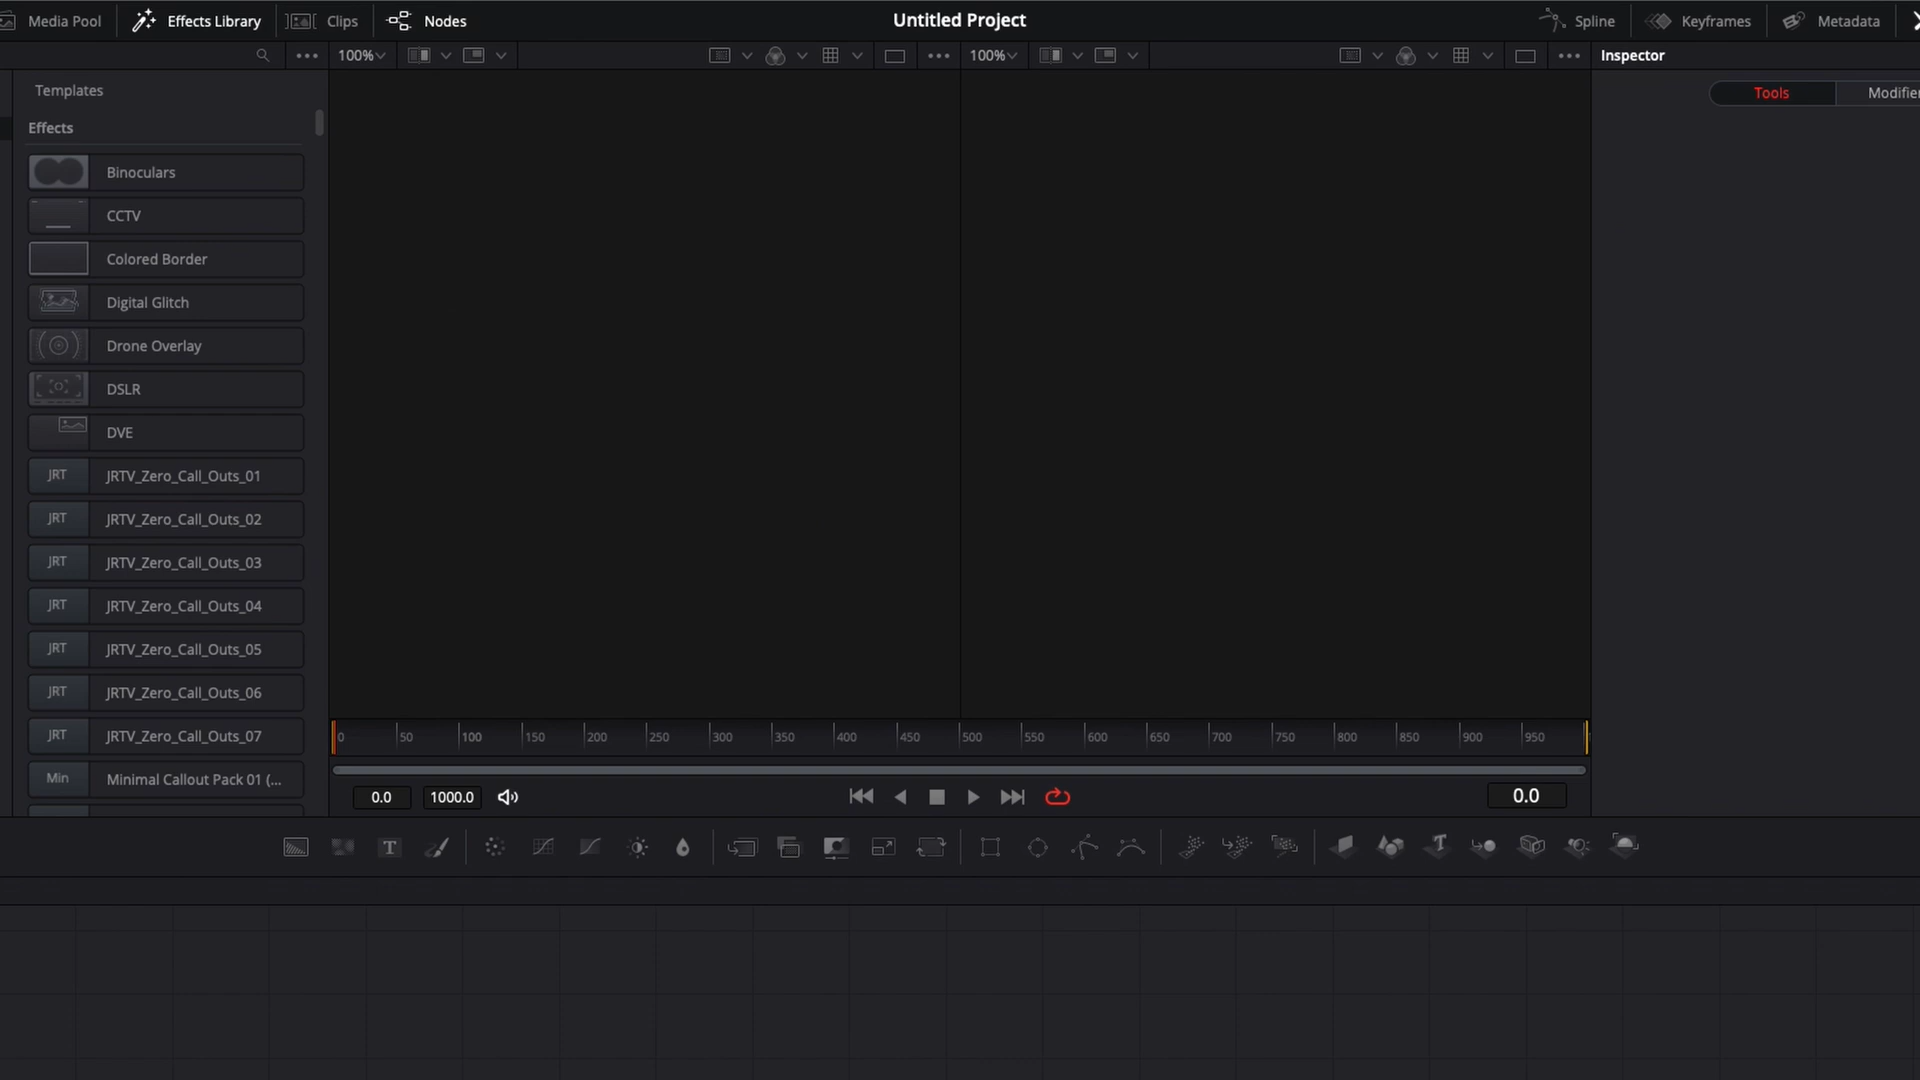 Media Pool Effects Library Clips Nodes Untitled Project Spline Keyframes Metadata
100% 100% Inspector
Templates
Tools
Effects
Binoculars
CCTV
Colored Border
Digital Glitch
Drone Overlay
DSLR
DVE
JRT JRTV_Zero_Call_Outs_01
JRT JRTV_Zero_Call_Outs_02
JRT JRTV_Zero_Call_Outs_03
JRT JRTV_Zero_Call_Outs_04
JRT JRTV_Zero_Call_Outs_05
JRT JRTV_Zero_Call_Outs_06
JRT JRTV_Zero_Call_Outs_07
Min Minimal Callout Pack 01 (...
0 50 100 150 200 250 300 350 400 450 500 550 600 650 700 750 800 850 900 950
0.0 1000.0 0.0
T T